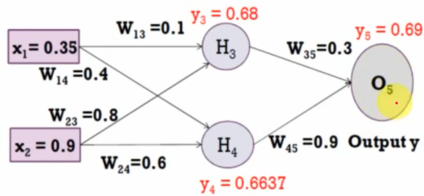 y₃ = 0.68
y₅ = 0.69
W₁₃ =0.1
x₁= 0.35
H₃
W₃₅=0.3
W₁₄ =0.4
O₅
W₂₃ =0.8
x₂ = 0.9
H₄
W₂₄=0.6
W₄₅ =0.9
Output y
y₄ = 0.6637